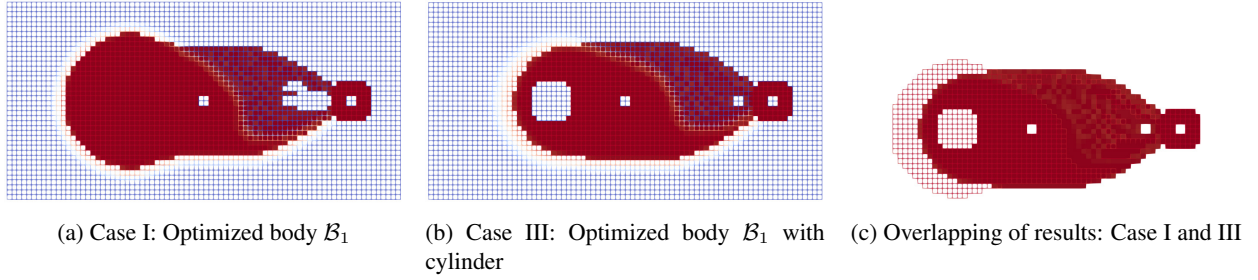 (a) Case I: Optimized body B₁
(b) Case III: Optimized body B₁ with
cylinder
(c) Overlapping of results: Case I and III